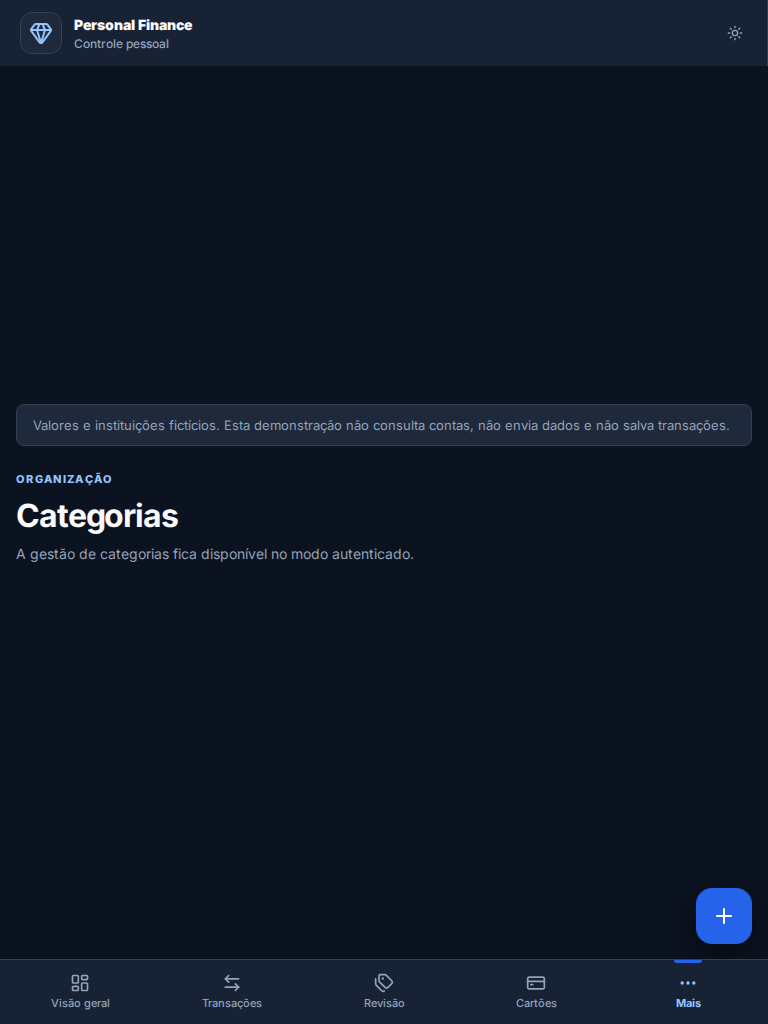 Personal Finance
Controle pessoal
Valores e instituições fictícios. Esta demonstração não consulta contas, não envia dados e não salva transações.
ORGANIZAÇÃO
Categorias
A gestão de categorias fica disponível no modo autenticado.
Visão geral
Transações
Revisão
Cartões
Mais